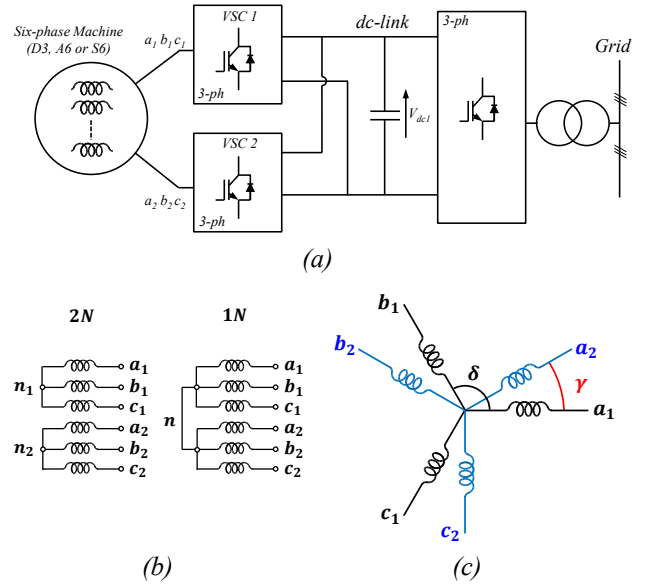 Six-phase Machine
(D3, A6 or S6)
a₁ b₁ c₁
VSC 1
3-ph
dc-link
3-ph
Grid
V_dc1
VSC 2
a₂ b₂ c₂
3-ph
(a)
2N
1N
n₁
a₁
b₁
c₁
n₂
a₂
b₂
c₂
n
a₁
b₁
c₁
a₂
b₂
c₂
(b)
b₁
b₂
δ
a₂
γ
a₁
c₁
c₂
(c)